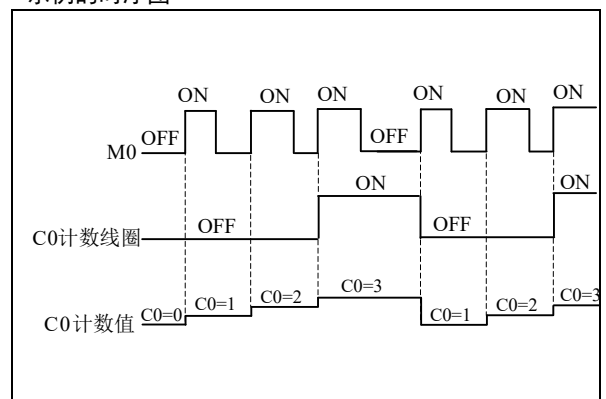 ON ON ON ON ON ON
M0 OFF OFF
ON ON
C0计数线圈 OFF OFF
C0计数值 C0=0 C0=1 C0=2 C0=3 C0=1 C0=2 C0=3